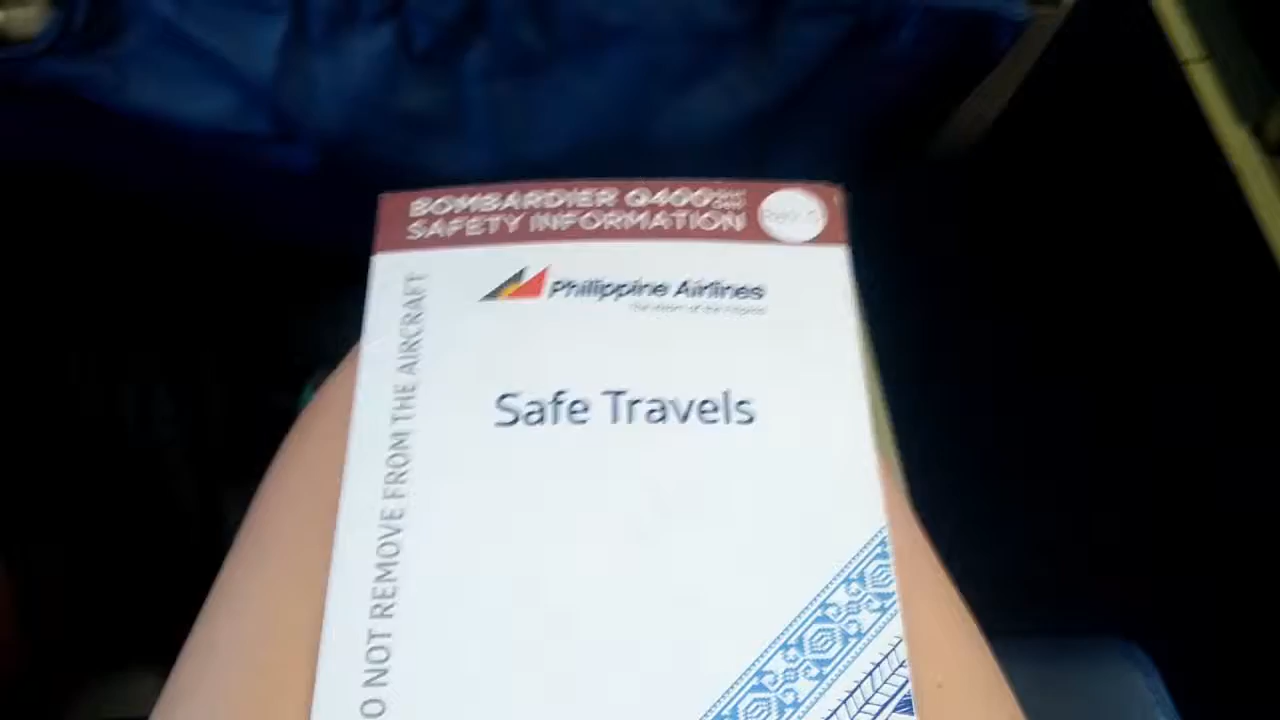 BOMBARDIER Q400
SAFETY INFORMATION
Philippine Airlines
Safe Travels
O NOT REMOVE FROM THE AIRCRAFT